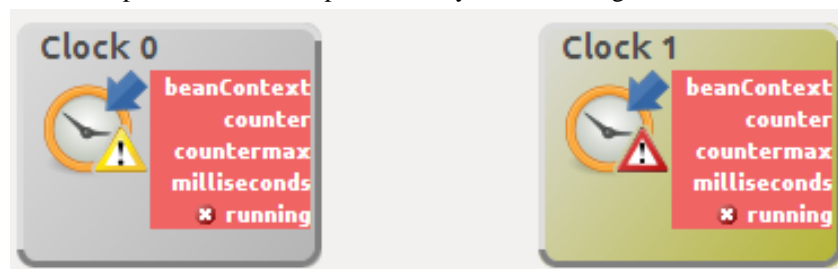 Clock 0
beanContext
counter
countermax
milliseconds
running
Clock 1
beanContext
counter
countermax
milliseconds
running